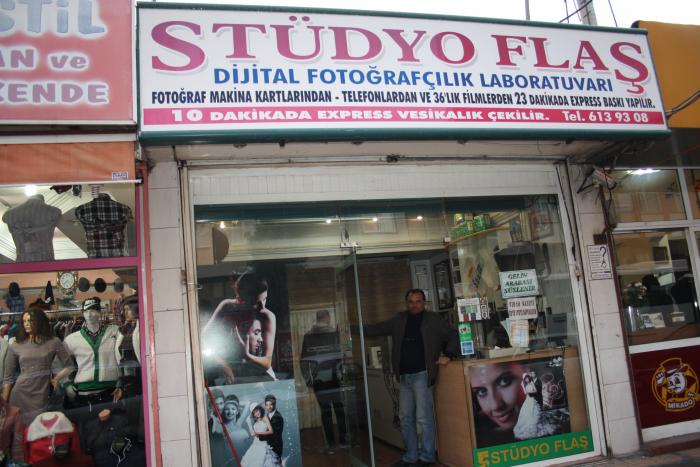 STİL
AN ve
KENDE
STÜDYO FLAŞ
DİJİTAL FOTOĞRAFÇILIK LABORATUVARI
FOTOĞRAF MAKİNA KARTLARINDAN - TELEFONLARDAN VE 36'LIK FİLMLERDEN 23 DAKİKADA EXPRESS BASKI YAPILIR.
10 DAKİKADA EXPRESS VESİKALIK ÇEKİLİR. Tel. 613 93 08
GELİN
ARABASI
SÜSLENİR
STÜDYO FLAŞ
MİKADO